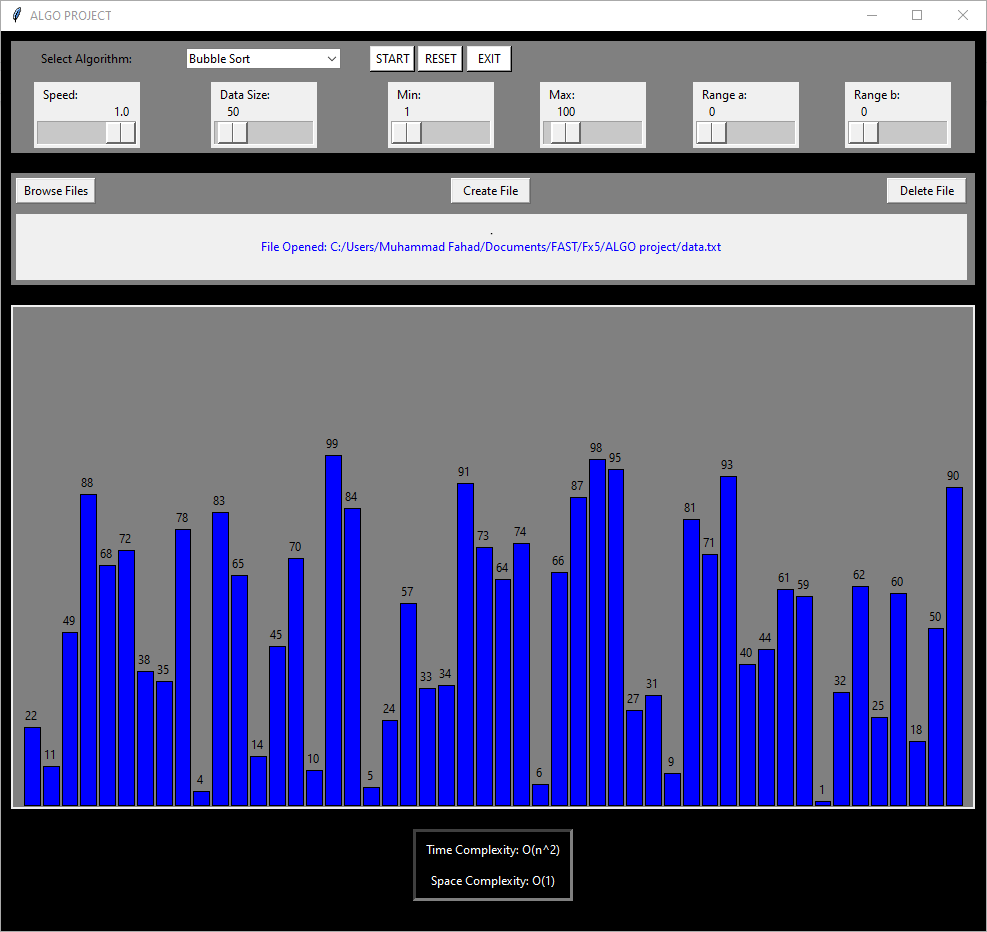 ALGO PROJECT
Select Algorithm: Bubble Sort START RESET EXIT
Speed: Data Size: Min: Max: Range a: Range b:
1.0 50 1 100 0 0
Browse Files Create File Delete File
.
File Opened: C:/Users/Muhammad Fahad/Documents/FAST/Fx5/ALGO project/data.txt
22 11 49 88 68 72 38 35 78 4 83 65 14 45 70 10 99 84 5 24 57 33 34 91 73 64 74 6 66 87 98 95 27 31 9 81 71 93 40 44 61 59 1 32 62 25 60 18 50 90
Time Complexity: O(n^2)
Space Complexity: O(1)